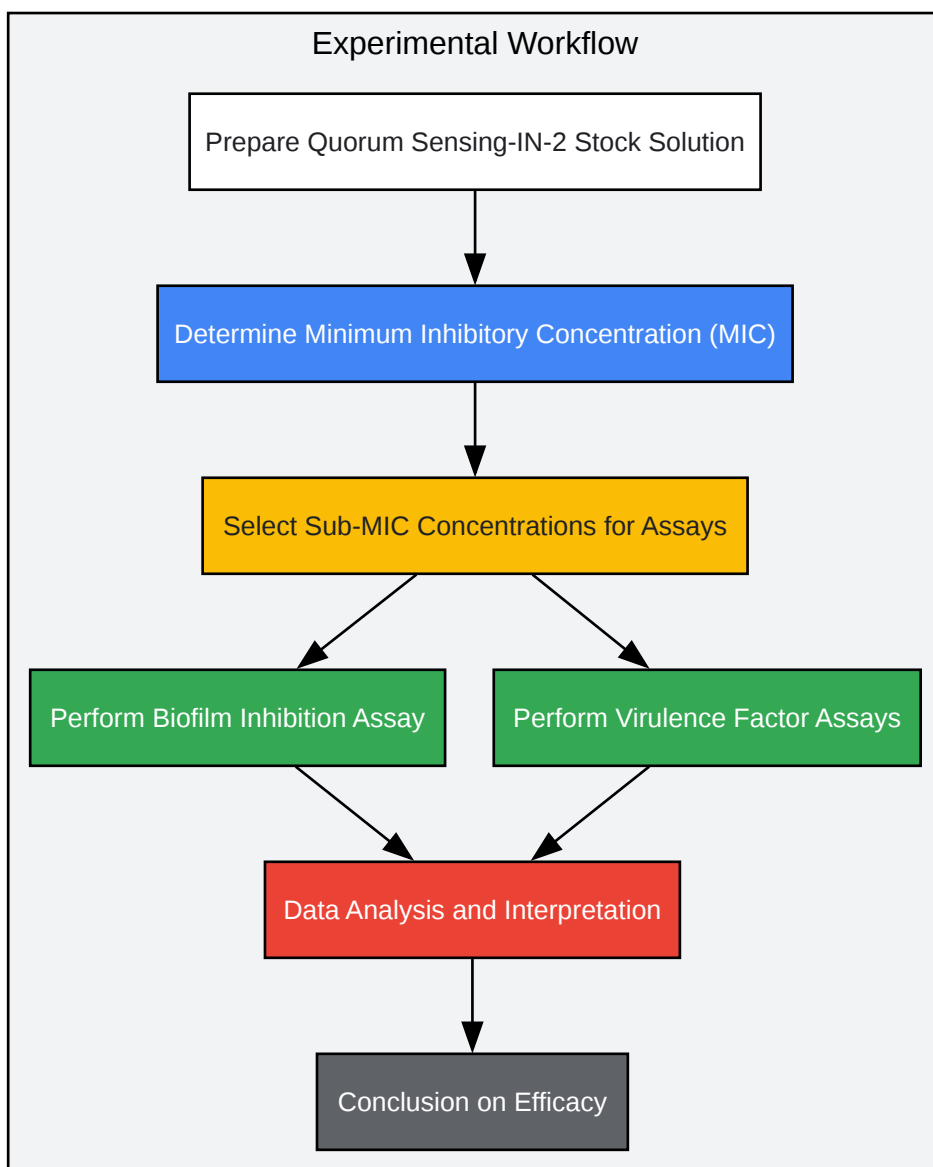 Experimental Workflow
Prepare Quorum Sensing-IN-2 Stock Solution
Determine Minimum Inhibitory Concentration (MIC)
Select Sub-MIC Concentrations for Assays
Perform Biofilm Inhibition Assay
Perform Virulence Factor Assays
Data Analysis and Interpretation
Conclusion on Efficacy